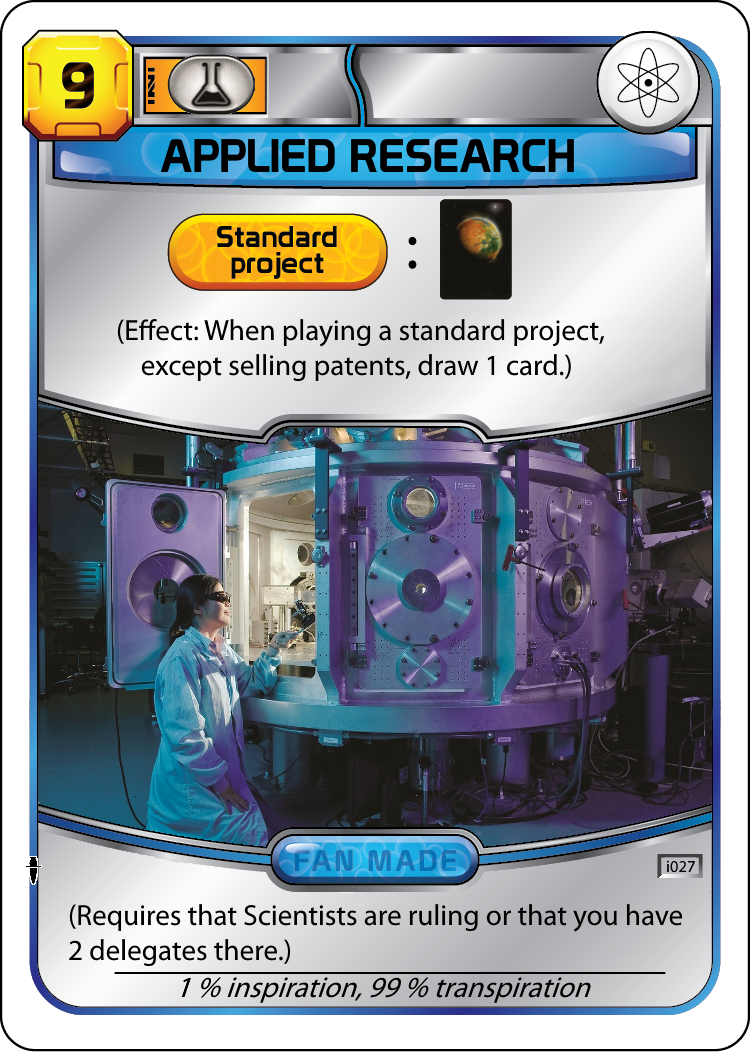 9
APPLIED RESEARCH
Standard
project
:
(Effect: When playing a standard project,
except selling patents, draw 1 card.)
FAN MADE
i027
(Requires that Scientists are ruling or that you have
2 delegates there.)
1 % inspiration, 99 % transpiration